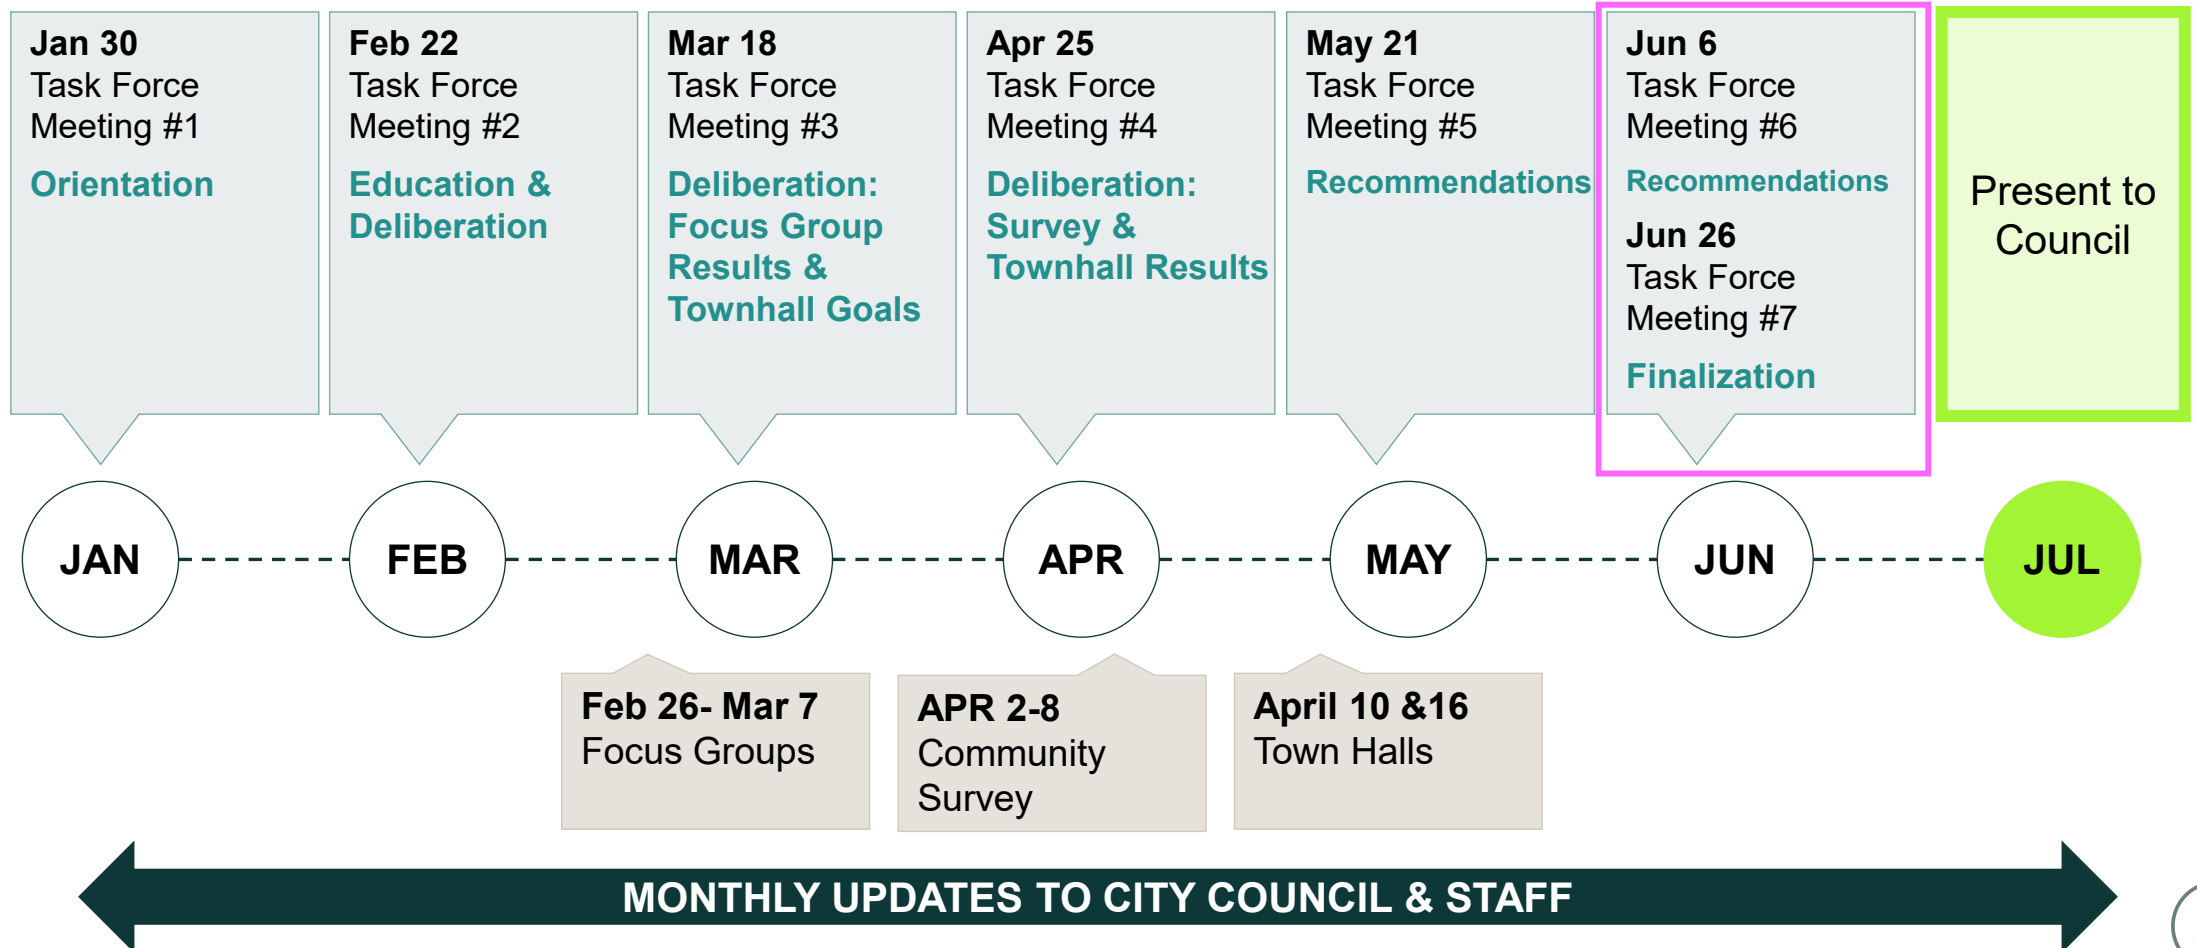 Jan 30
Task Force
Meeting #1
Orientation
Feb 22
Task Force
Meeting #2
Education &
Deliberation
Mar 18
Task Force
Meeting #3
Deliberation:
Focus Group
Results &
Townhall Goals
Apr 25
Task Force
Meeting #4
Deliberation:
Survey &
Townhall Results
May 21
Task Force
Meeting #5
Recommendations
Jun 6
Task Force
Meeting #6
Recommendations
Jun 26
Task Force
Meeting #7
Finalization
Present to
Council
JAN
FEB
MAR
APR
MAY
JUN
JUL
Feb 26- Mar 7
Focus Groups
APR 2-8
Community
Survey
April 10 &16
Town Halls
MONTHLY UPDATES TO CITY COUNCIL & STAFF